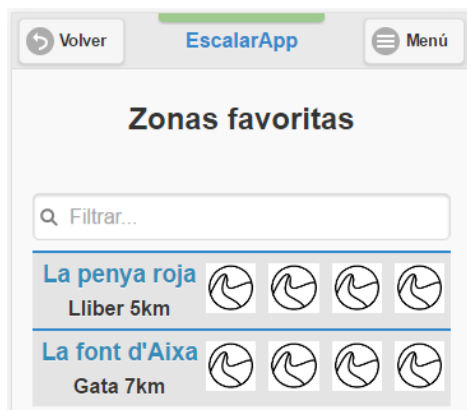 Volver
EscalarApp
Menú
Zonas favoritas
Filtrar...
La penya roja
Lliber 5km
La font d'Aixa
Gata 7km